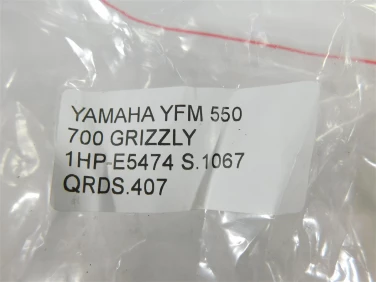 YAMAHA YFM 550
700 GRIZZLY
1HP-E5474 S.1067
QRDS.407